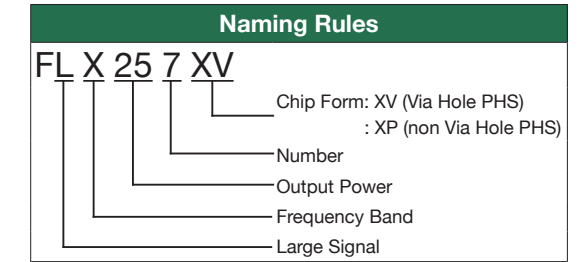 Naming Rules
FL X 25 7 XV
Chip Form: XV (Via Hole PHS)
: XP (non Via Hole PHS)
Number
Output Power
Frequency Band
Large Signal